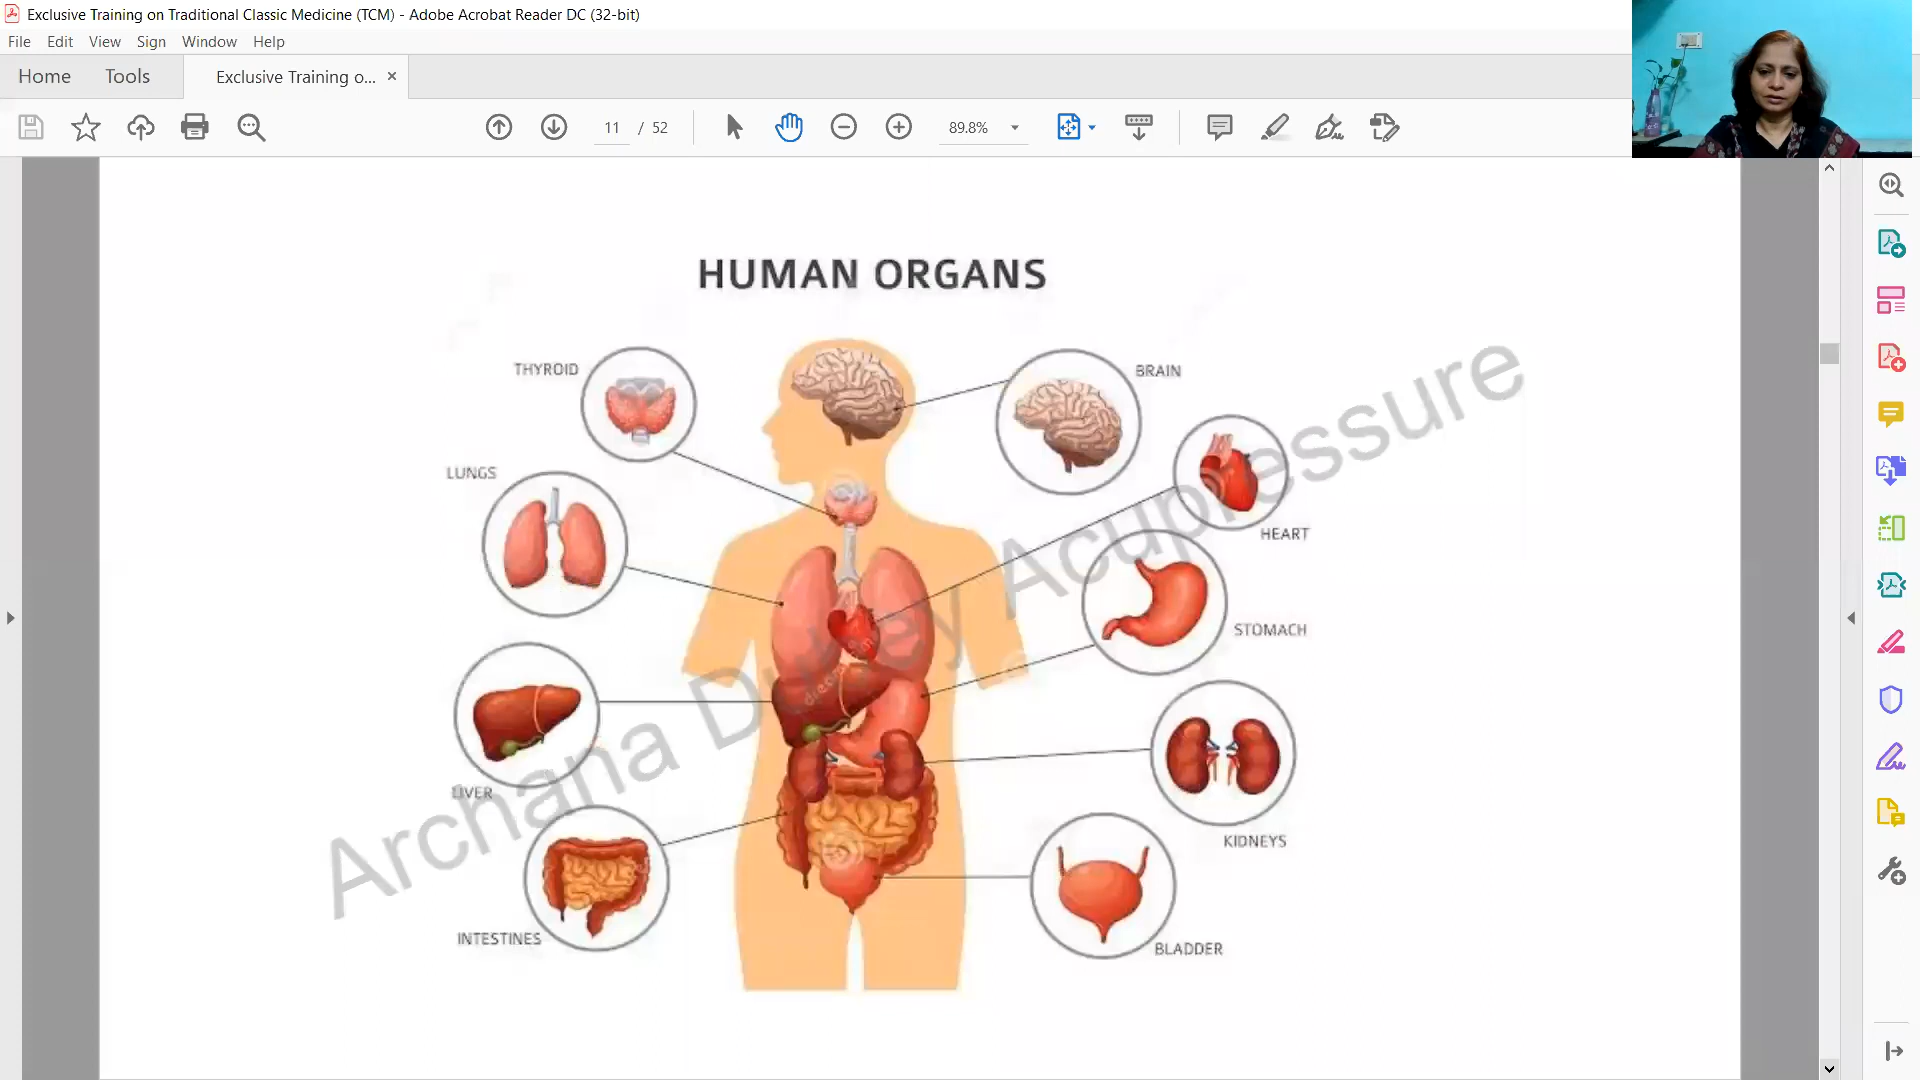 Exclusive Training on Traditional Classic Medicine (TCM) - Adobe Acrobat Reader DC (32-bit)
File Edit View Sign Window Help
Home Tools Exclusive Training o... ×
11 / 52 89.8%
HUMAN ORGANS
THYROID
BRAIN
LUNGS
HEART
STOMACH
LIVER
KIDNEYS
INTESTINES
BLADDER
Archana Dubey Acupressure